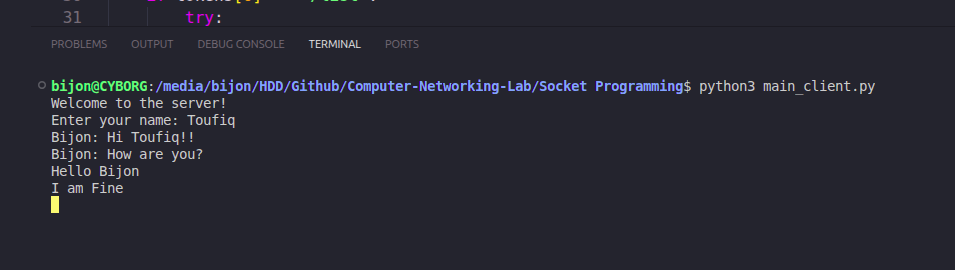 31 try:
PROBLEMS OUTPUT DEBUG CONSOLE TERMINAL PORTS
bijon@CYBORG:/media/bijon/HDD/Github/Computer-Networking-Lab/Socket Programming$ python3 main_client.py
Welcome to the server!
Enter your name: Toufiq
Bijon: Hi Toufiq!!
Bijon: How are you?
Hello Bijon
I am Fine